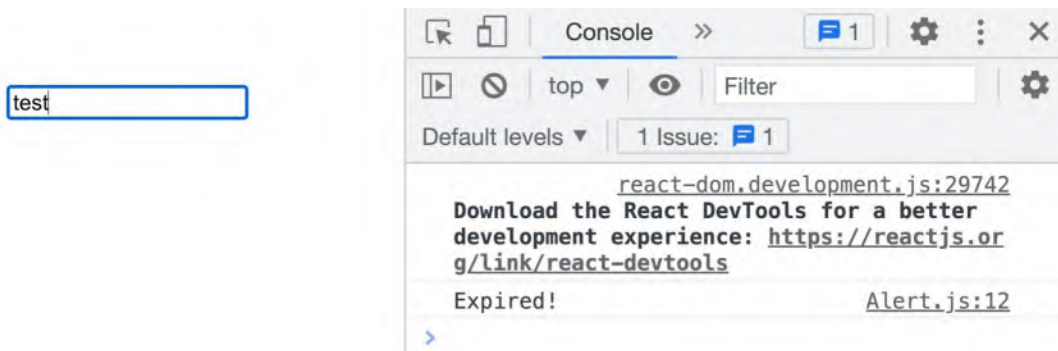 test
Console
1
top
Filter
Default levels
1 Issue: 1
react-dom.development.js:29742
Download the React DevTools for a better
development experience: https://reactjs.or
g/link/react-devtools
Expired! Alert.js:12